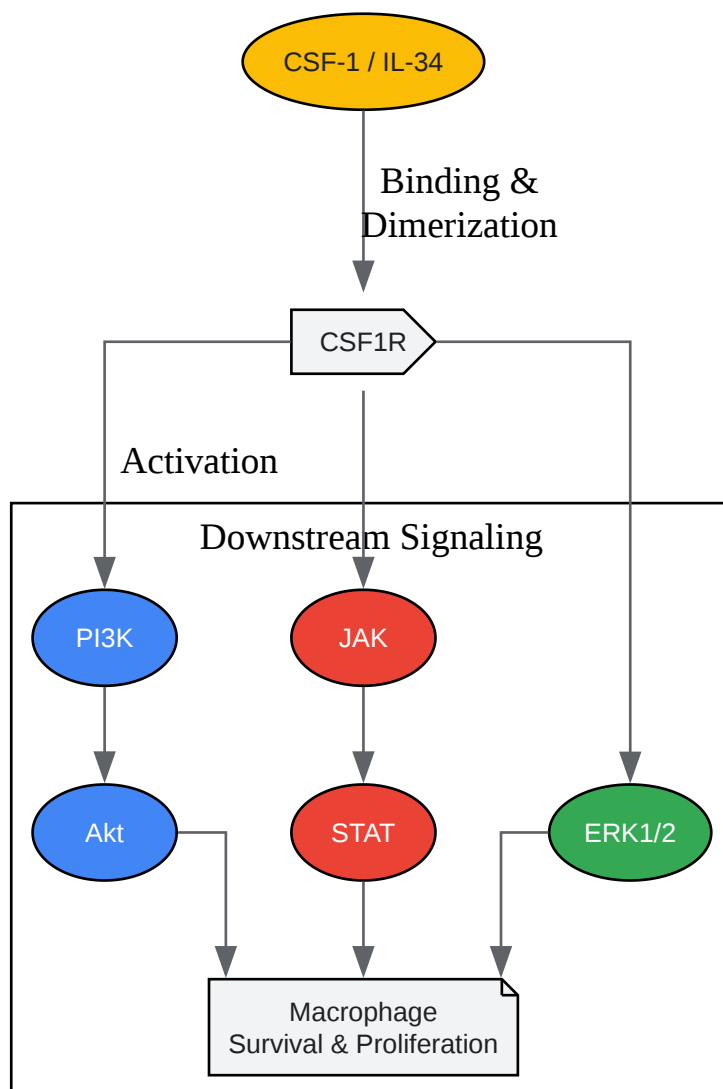 CSF-1 / IL-34
Binding &
Dimerization
CSF1R
Activation
Downstream Signaling
PI3K
JAK
Akt
STAT
ERK1/2
Macrophage
Survival & Proliferation